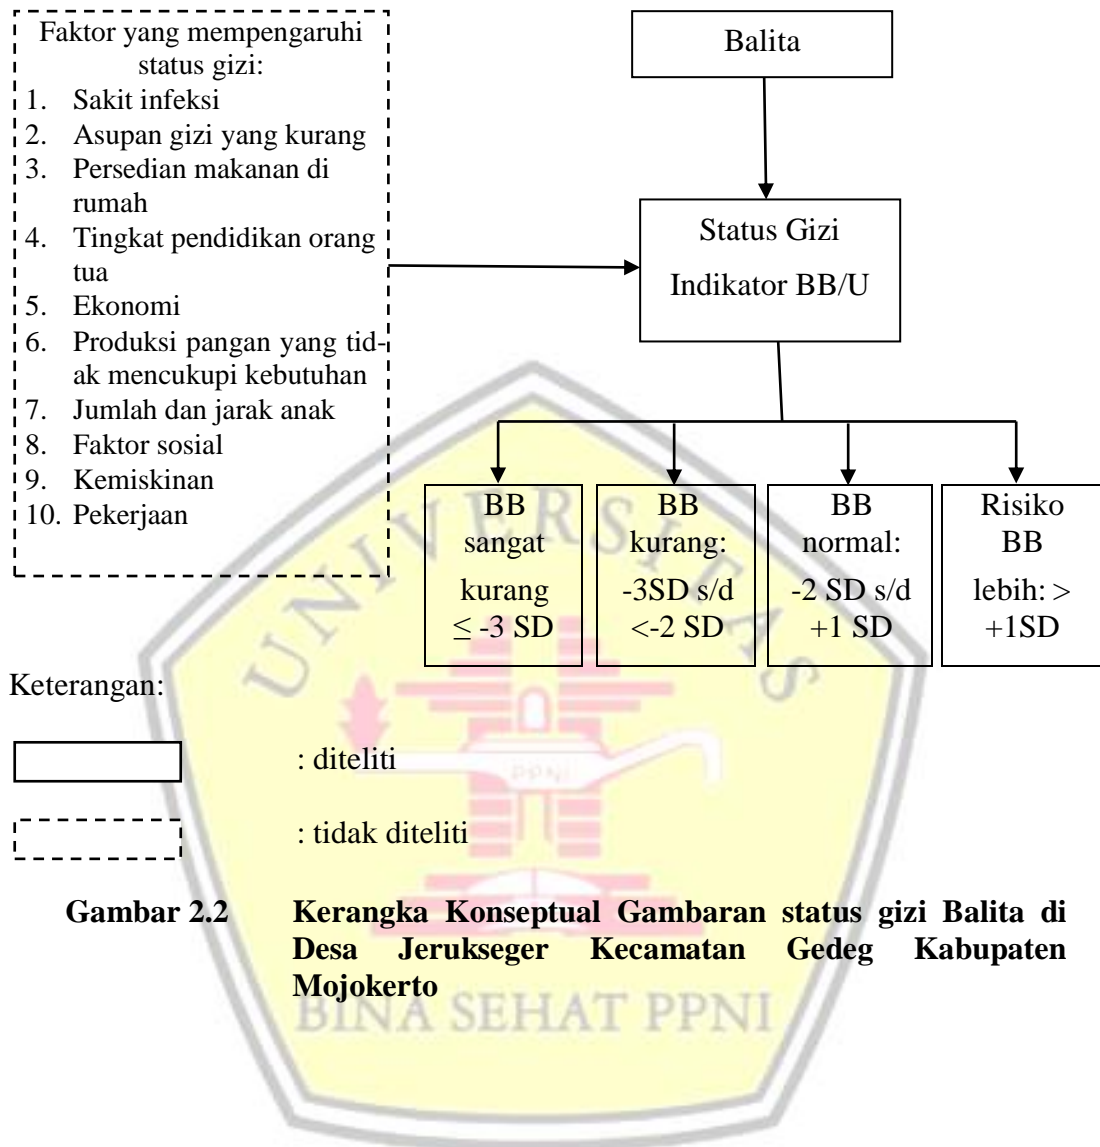 Faktor yang mempengaruhi
status gizi:
1. Sakit infeksi
2. Asupan gizi yang kurang
3. Persedian makanan di
rumah
4. Tingkat pendidikan orang
tua
5. Ekonomi
6. Produksi pangan yang tid-
ak mencukupi kebutuhan
7. Jumlah dan jarak anak
8. Faktor sosial
9. Kemiskinan
10. Pekerjaan
Balita
Status Gizi
Indikator BB/U
BB
sangat
kurang
≤ -3 SD
BB
kurang:
-3SD s/d
<-2 SD
BB
normal:
-2 SD s/d
+1 SD
Risiko
BB
lebih: >
+1SD
Keterangan:
: diteliti
: tidak diteliti
Gambar 2.2 Kerangka Konseptual Gambaran status gizi Balita di
Desa Jerukseger Kecamatan Gedeg Kabupaten
Mojokerto
UNIVERSITAS
PPNI
BINA SEHAT PPNI